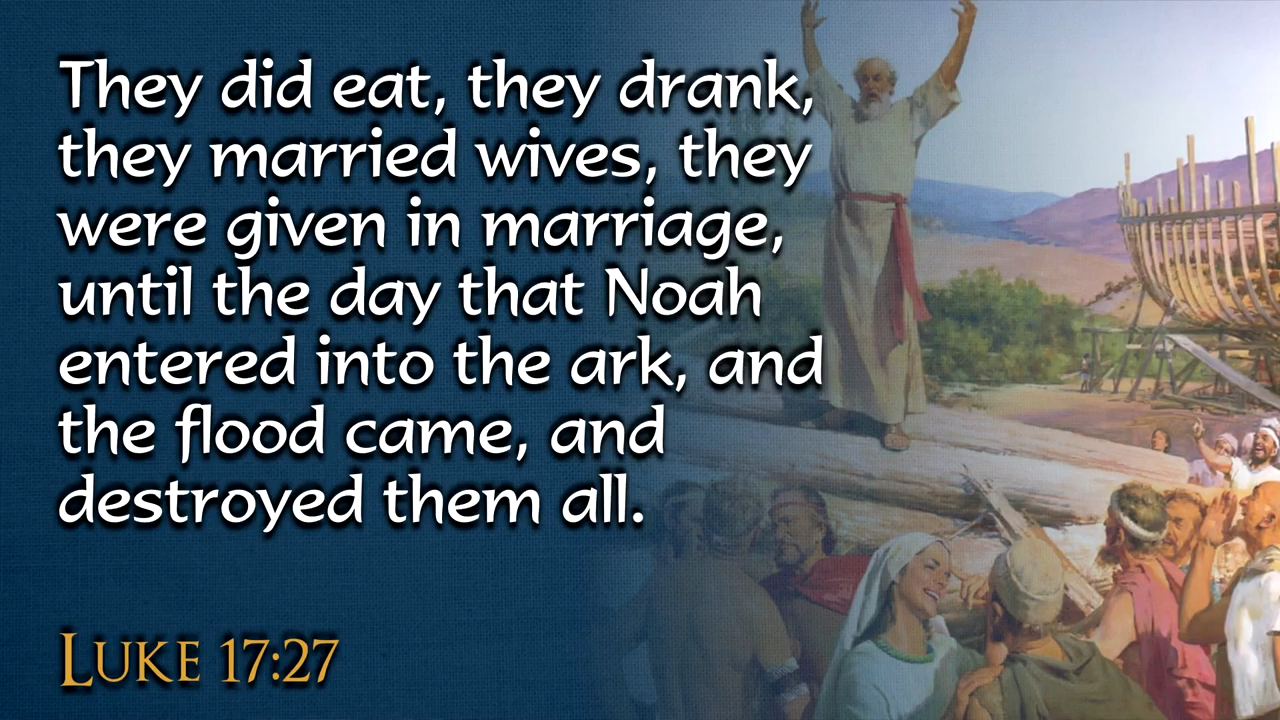 They did eat, they drank,
they married wives, they
were given in marriage,
until the day that Noah
entered into the ark, and
the flood came, and
destroyed them all.
Luke 17:27